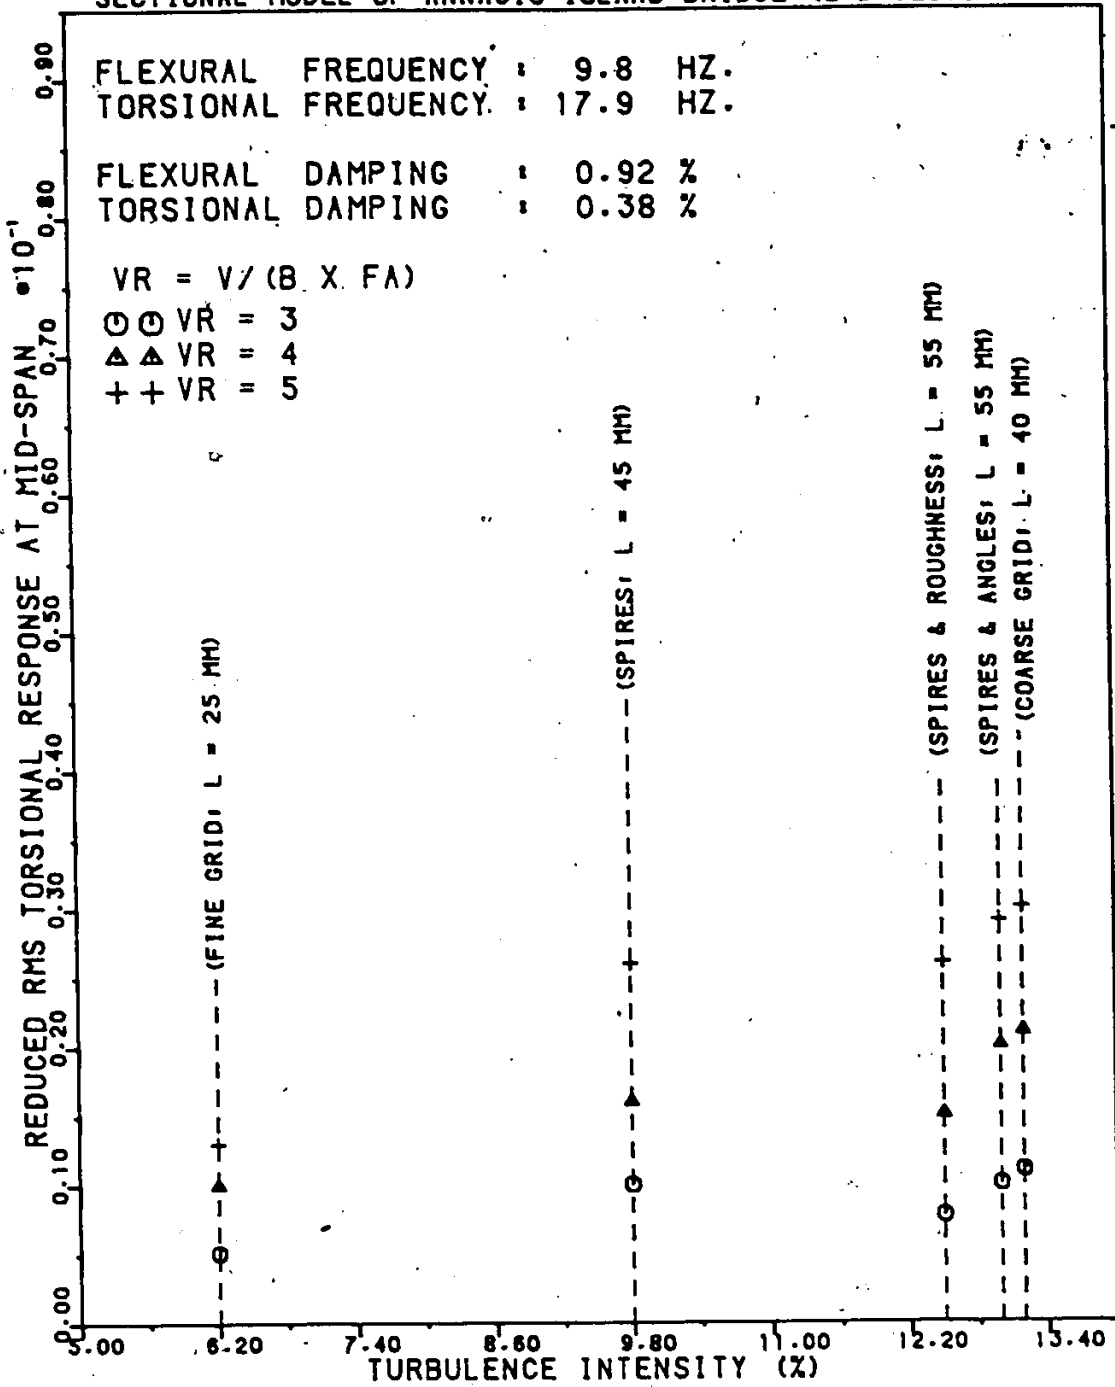 FLEXURAL FREQUENCY : 9.8 HZ.
TORSIONAL FREQUENCY : 17.9 HZ.
FLEXURAL DAMPING : 0.92 %
TORSIONAL DAMPING : 0.38 %
VR = V/(B X FA)
VR = 3
VR = 4
VR = 5
REDUCED RMS TORSIONAL RESPONSE AT MID-SPAN *10⁻¹
0.90
0.80
0.70
0.60
0.50
0.40
0.30
0.20
0.10
0.00
(FINE GRID; L = 25 MM)
(SPIRES; L = 45 MM)
(SPIRES & ROUGHNESS; L = 55 MM)
(SPIRES & ANGLES; L = 55 MM)
(COARSE GRID; L = 40 MM)
5.00 6.20 7.40 8.60 9.80 11.00 12.20 13.40
TURBULENCE INTENSITY (%)